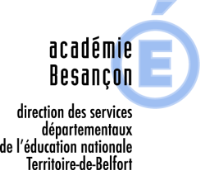 académie
Besançon
É
direction des services
départementaux
de l'éducation nationale
Territoire-de-Belfort